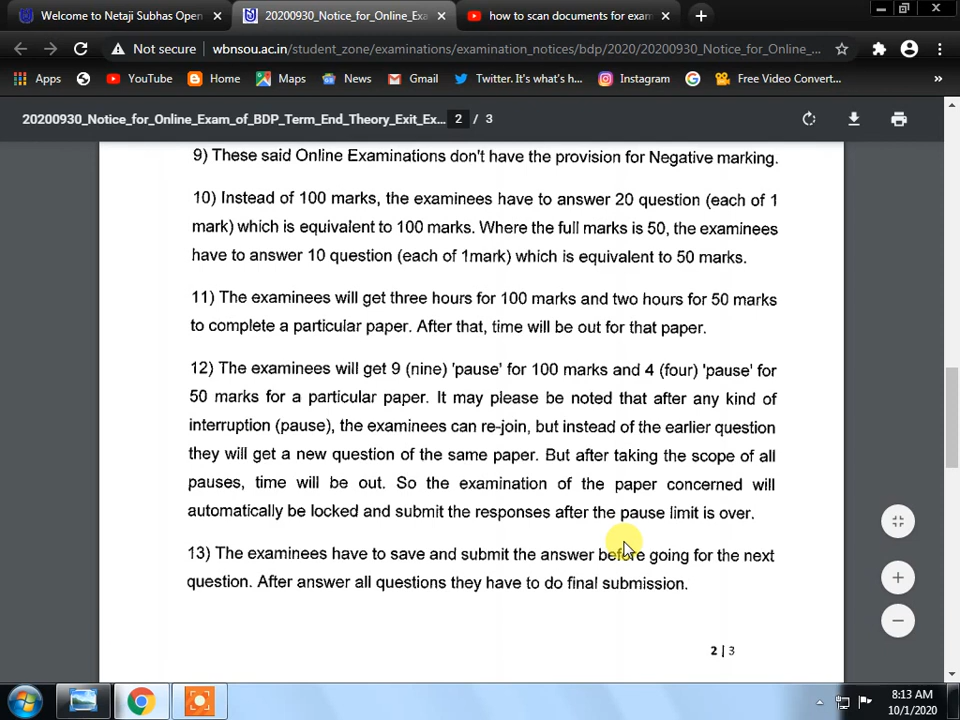 Welcome to Netaji Subhas Open
20200930_Notice_for_Online_Exa
how to scan documents for exam
Not secure
wbnsou.ac.in/student_zone/examinations/examination_notices/bdp/2020/20200930_Notice_for_Online_...
Apps
YouTube
Home
Maps
News
Gmail
Twitter. It's what's h...
Instagram
Free Video Convert...
»
20200930_Notice_for_Online_Exam_of_BDP_Term_End_Theory_Exit_Ex...
2 / 3
9) These said Online Examinations don't have the provision for Negative marking.
10) Instead of 100 marks, the examinees have to answer 20 question (each of 1
mark) which is equivalent to 100 marks. Where the full marks is 50, the examinees
have to answer 10 question (each of 1mark) which is equivalent to 50 marks.
11) The examinees will get three hours for 100 marks and two hours for 50 marks
to complete a particular paper. After that, time will be out for that paper.
12) The examinees will get 9 (nine) 'pause' for 100 marks and 4 (four) 'pause' for
50 marks for a particular paper. It may please be noted that after any kind of
interruption (pause), the examinees can re-join, but instead of the earlier question
they will get a new question of the same paper. But after taking the scope of all
pauses, time will be out. So the examination of the paper concerned will
automatically be locked and submit the responses after the pause limit is over.
13) The examinees have to save and submit the answer before going for the next
question. After answer all questions they have to do final submission.
2 | 3
8:13 AM
10/1/2020